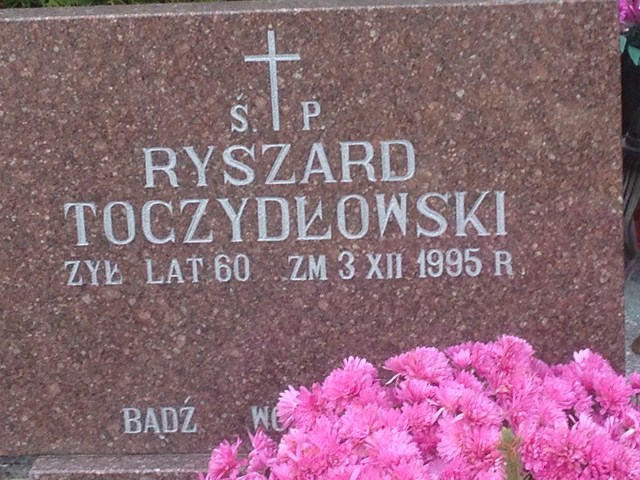 Ś. P.
RYSZARD
TOCZYDŁOWSKI
ŻYŁ LAT 60 ZM 3 XII 1995 R
BADŹ